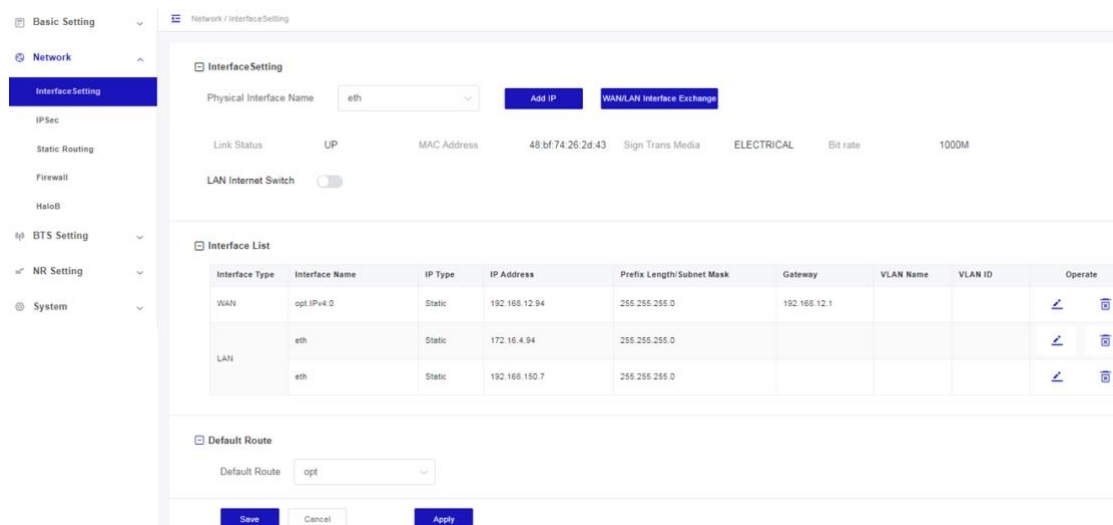 Basic Setting
Network
InterfaceSetting
IPSec
Static Routing
Firewall
HaloB
BTS Setting
NR Setting
System
Network / InterfaceSetting
InterfaceSetting
Physical Interface Name eth Add IP WAN/LAN Interface Exchange
Link Status UP MAC Address 48:bf:74:26:2d:43 Sign Trans Media ELECTRICAL Bit rate 1000M
LAN Internet Switch
Interface List
Interface Type Interface Name IP Type IP Address Prefix Length/Subnet Mask Gateway VLAN Name VLAN ID Operate
WAN opt.IPv4:0 Static 192.168.12.94 255.255.255.0 192.168.12.1
LAN
eth Static 172.16.4.94 255.255.255.0
eth Static 192.168.150.7 255.255.255.0
Default Route
Default Route opt
Save Cancel Apply